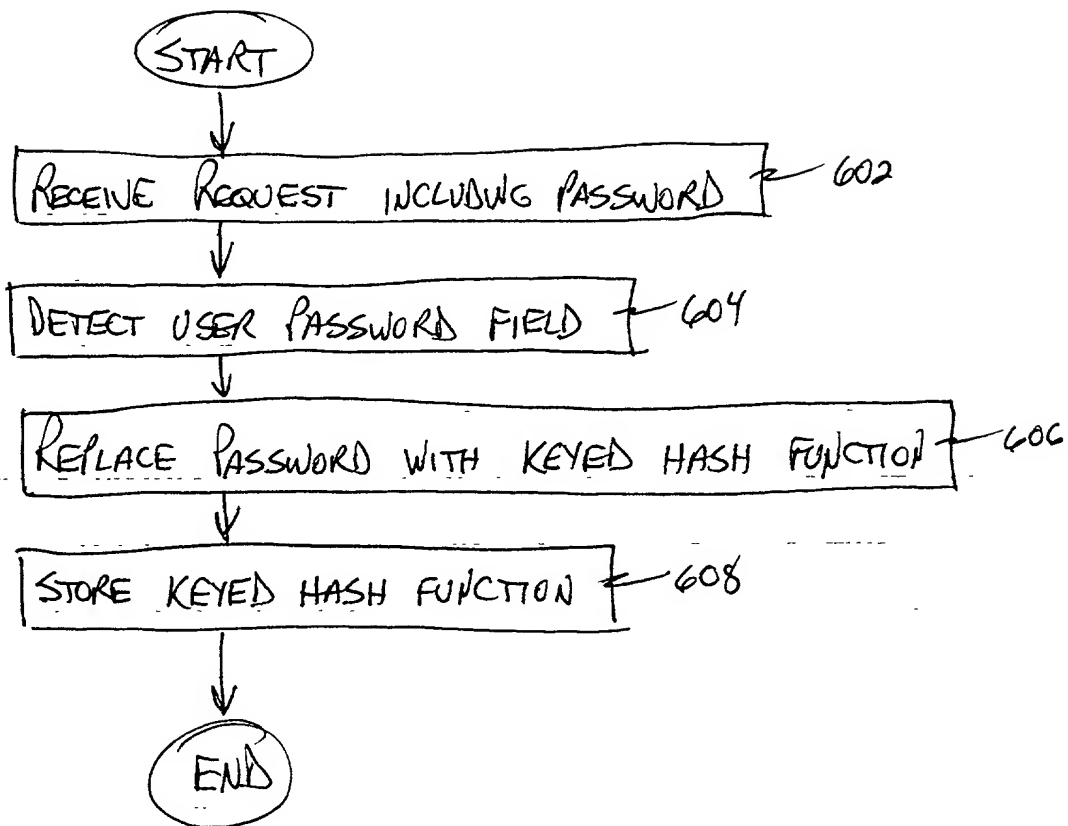 START
RECEIVE REQUEST INCLUDING PASSWORD 602
DETECT USER PASSWORD FIELD 604
REPLACE PASSWORD WITH KEYED HASH FUNCTION 606
STORE KEYED HASH FUNCTION 608
END